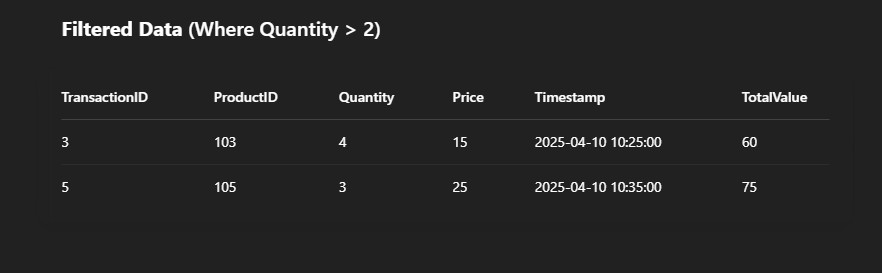 Filtered Data (Where Quantity > 2)
TransactionID ProductID Quantity Price Timestamp TotalValue
3 103 4 15 2025-04-10 10:25:00 60
5 105 3 25 2025-04-10 10:35:00 75